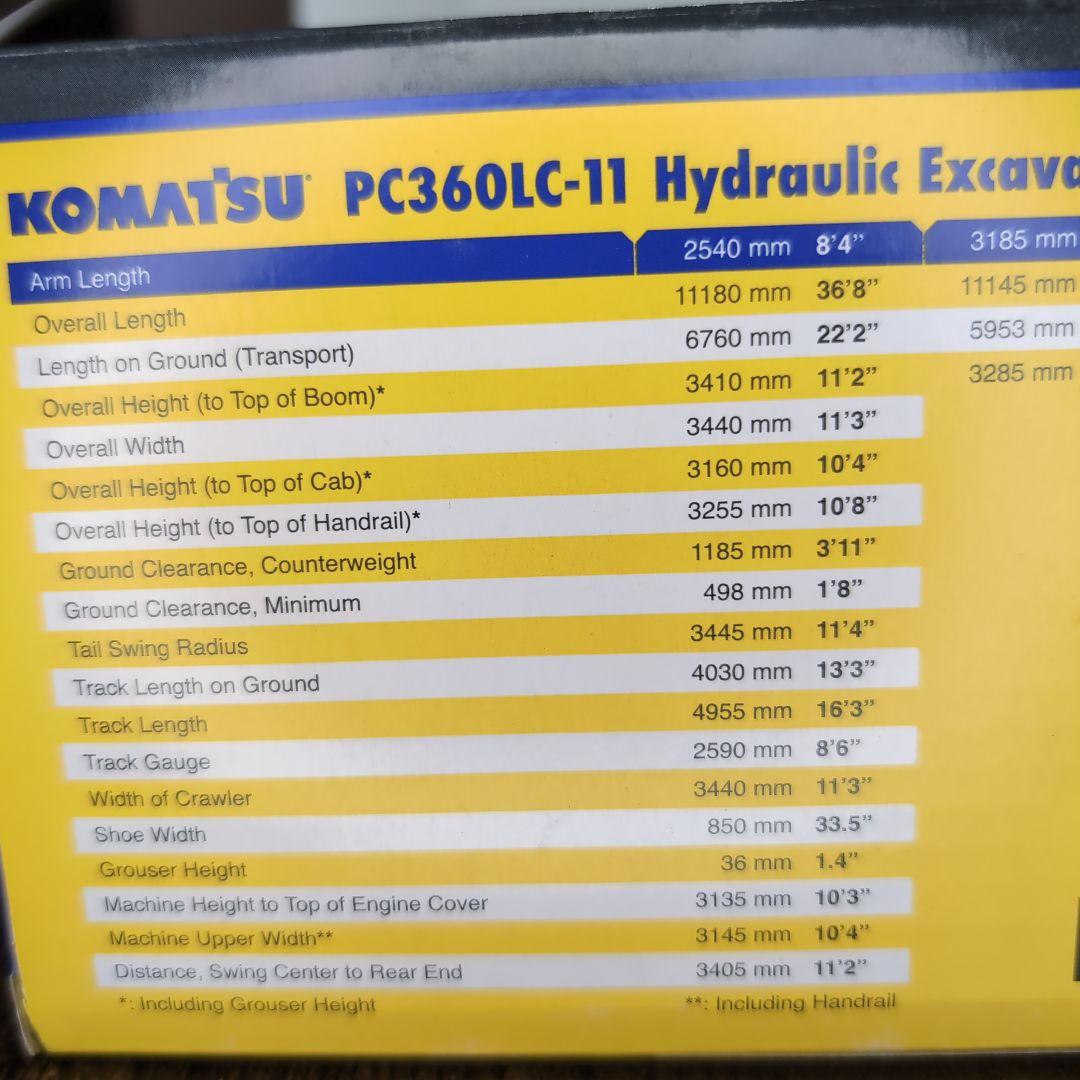 KOMATSU PC360LC-11 Hydraulic Excava
Arm Length 2540 mm 8’4” 3185 mm
Overall Length 11180 mm 36’8” 11145 mm
Length on Ground (Transport) 6760 mm 22’2” 5953 mm
Overall Height (to Top of Boom)* 3410 mm 11’2” 3285 mm
Overall Width 3440 mm 11’3”
Overall Height (to Top of Cab)* 3160 mm 10’4”
Overall Height (to Top of Handrail)* 3255 mm 10’8”
Ground Clearance, Counterweight 1185 mm 3’11”
Ground Clearance, Minimum 498 mm 1’8”
Tail Swing Radius 3445 mm 11’4”
Track Length on Ground 4030 mm 13’3”
Track Length 4955 mm 16’3”
Track Gauge 2590 mm 8’6”
Width of Crawler 3440 mm 11’3”
Shoe Width 850 mm 33.5”
Grouser Height 36 mm 1.4”
Machine Height to Top of Engine Cover 3135 mm 10’3”
Machine Upper Width** 3145 mm 10’4”
Distance, Swing Center to Rear End 3405 mm 11’2”
*: Including Grouser Height **: Including Handrail